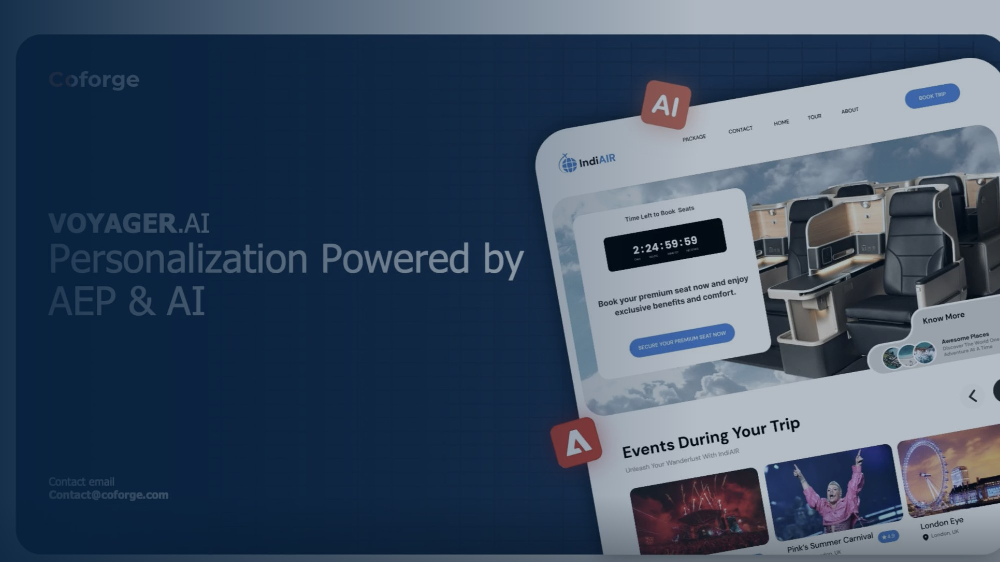 Coforge
VOYAGER.AI
Personalization Powered by
AEP & AI
Contact email
Contact@coforge.com
AI
PACKAGE
CONTACT
HOME
TOUR
ABOUT
BOOK TRIP
IndiAIR
Time Left to Book Seats
2:24:59:59
Book your premium seat now and enjoy
exclusive benefits and comfort.
SECURE YOUR PREMIUM SEAT NOW
Know More
Awesome Places
Discover The World One
Adventure At A Time
Events During Your Trip
Unleash Your Wanderlust With IndiAIR
Pink's Summer Carnival
★4.9
London Eye
London, UK